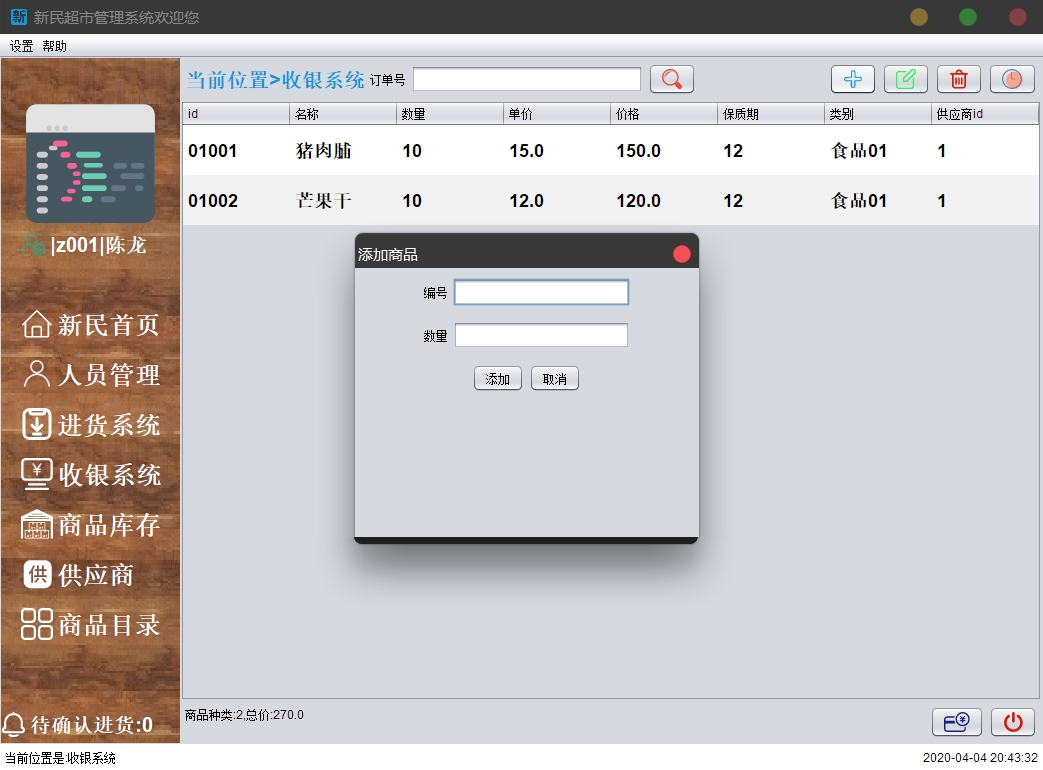 新 新民超市管理系统欢迎您
设置 帮助
当前位置>收银系统 订单号
id 名称 数量 单价 价格 保质期 类别 供应商id
01001 猪肉脯 10 15.0 150.0 12 食品01 1
01002 芒果干 12.0 10 120.0 12 食品01 1
添加商品
编号
数量
添加 取消
|z001|陈龙
新民首页
人员管理
进货系统
收银系统
商品库存
供 供应商
商品目录
待确认进货:0
商品种类:2,总价:270.0
当前位置是:收银系统 2020-04-04 20:43:32